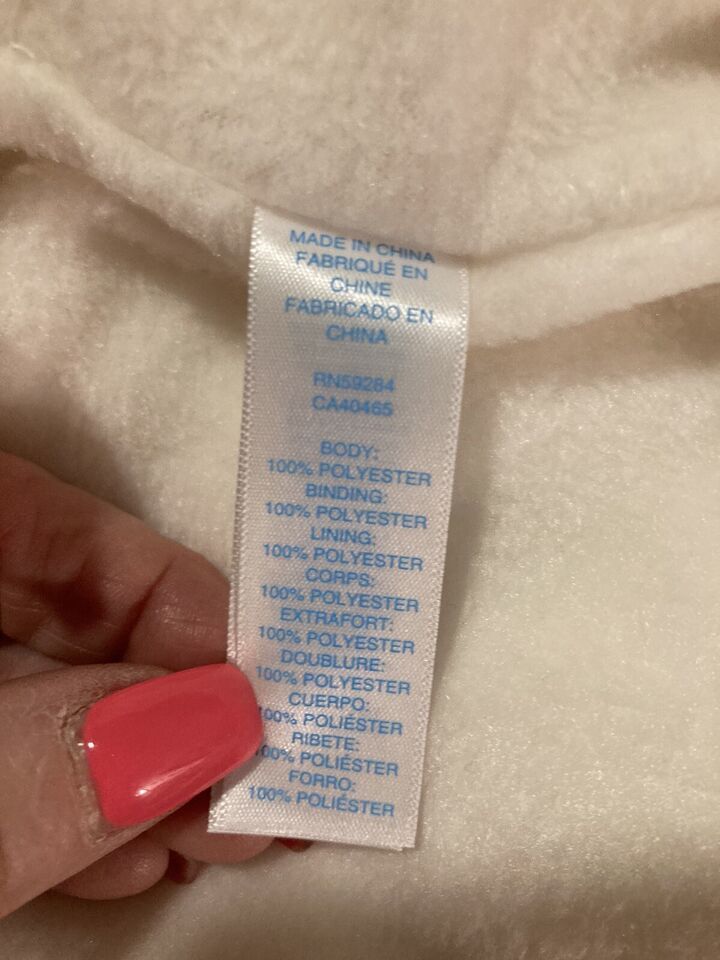 MADE IN CHINA
FABRIQUÉ EN
CHINE
FABRICADO EN
CHINA
RN59284
CA40465
BODY:
100% POLYESTER
BINDING:
100% POLYESTER
LINING:
100% POLYESTER
CORPS:
100% POLYESTER
EXTRAFORT:
100% POLYESTER
DOUBLURE:
100% POLYESTER
CUERPO:
100% POLIÉSTER
RIBETE:
100% POLIÉSTER
FORRO:
100% POLIÉSTER